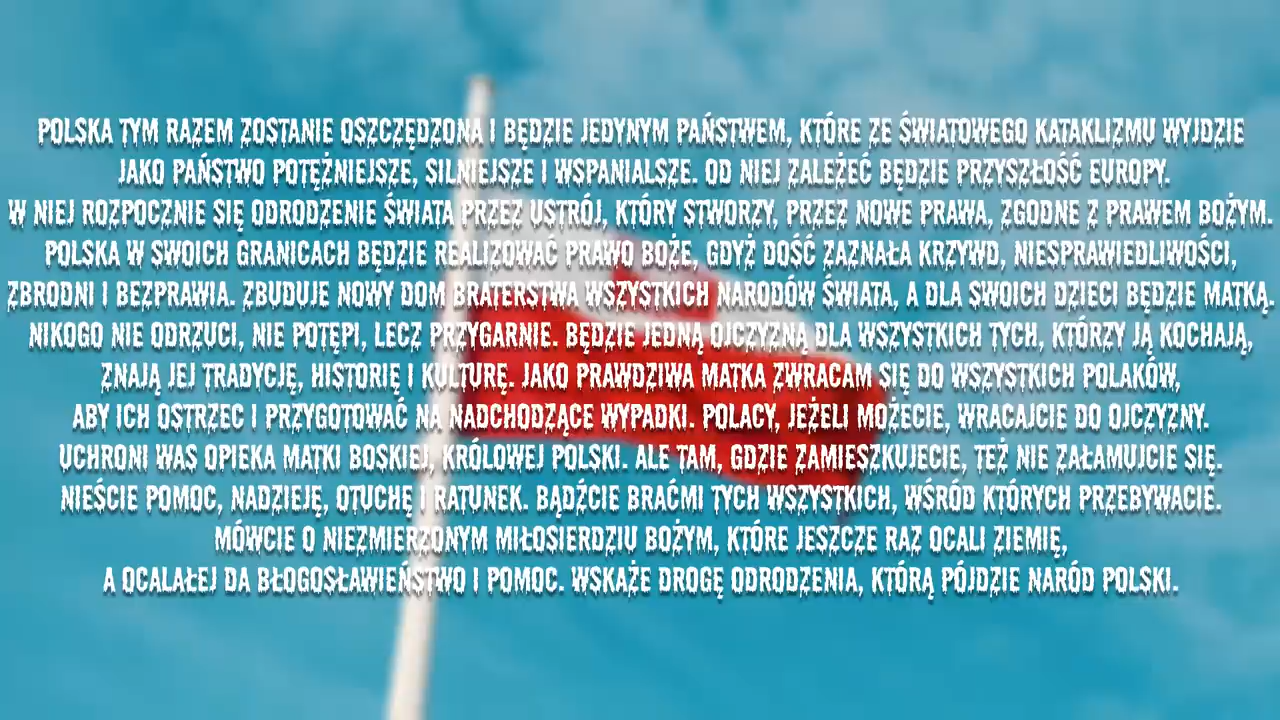 POLSKA TYM RAZEM ZOSTANIE OSZCZĘDZONA I BĘDZIE JEDYNYM PAŃSTWEM, KTÓRE ZE ŚWIATOWEGO KATAKLIZMU WYJDZIE
JAKO PAŃSTWO POTĘŻNIEJSZE, SILNIEJSZE I WSPANIALSZE. OD NIEJ ZALEŻEĆ BĘDZIE PRZYSZŁOŚĆ EUROPY.
W NIEJ ROZPOCZNIE SIĘ ODRODZENIE ŚWIATA PRZEZ USTRÓJ, KTÓRY STWORZY, PRZEZ NOWE PRAWA, ZGODNE Z PRAWEM BOŻYM.
POLSKA W SWOICH GRANICACH BĘDZIE REALIZOWAĆ PRAWO BOŻE, GDYŻ DOŚĆ ZAZNAŁA KRZYWD, NIESPRAWIEDLIWOŚCI,
ZBRODNI I BEZPRAWIA. ZBUDUJE NOWY DOM BRATERSTWA WSZYSTKICH NARODÓW ŚWIATA, A DLA SWOICH DZIECI BĘDZIE MATKĄ.
NIKOGO NIE ODRZUCI, NIE POTĘPI, LECZ PRZYGARNIE. BĘDZIE JEDNĄ OJCZYZNĄ DLA WSZYSTKICH TYCH, KTÓRZY JĄ KOCHAJĄ,
ZNAJĄ JEJ TRADYCJĘ, HISTORIĘ I KULTURĘ. JAKO PRAWDZIWA MATKA ZWRACAM SIĘ DO WSZYSTKICH POLAKÓW,
ABY ICH OSTRZEC I PRZYGOTOWAĆ NA NADCHODZĄCE WYPADKI. POLACY, JEŻELI MOŻECIE, WRACAJCIE DO OJCZYZNY.
UCHRONI WAS OPIEKA MATKI BOSKIEJ, KRÓLOWEJ POLSKI. ALE TAM, GDZIE ZAMIESZKUJECIE, TEŻ NIE ZAŁAMUJCIE SIĘ.
NIEŚCIE POMOC, NADZIEJĘ, OTUCHĘ I RATUNEK. BĄDŹCIE BRAĆMI TYCH WSZYSTKICH, WŚRÓD KTÓRYCH PRZEBYWACIE.
MÓWCIE O NIEZMIERZONYM MIŁOSIERDZIU BOŻYM, KTÓRE JESZCZE RAZ OCALI ZIEMIĘ,
A OCALAŁEJ DA BŁOGOSŁAWIEŃSTWO I POMOC. WSKAŻE DROGĘ ODRODZENIA, KTÓRĄ PÓJDZIE NARÓD POLSKI.